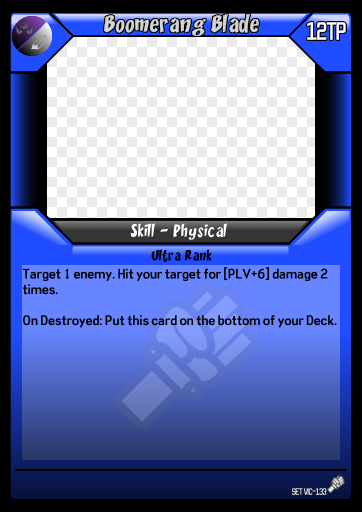 Boomerang Blade
12TP
Skill - Physical
Ultra Rank
Target 1 enemy. Hit your target for [PLV+6] damage 2
times.
On Destroyed: Put this card on the bottom of your Deck.
SET VIC-133